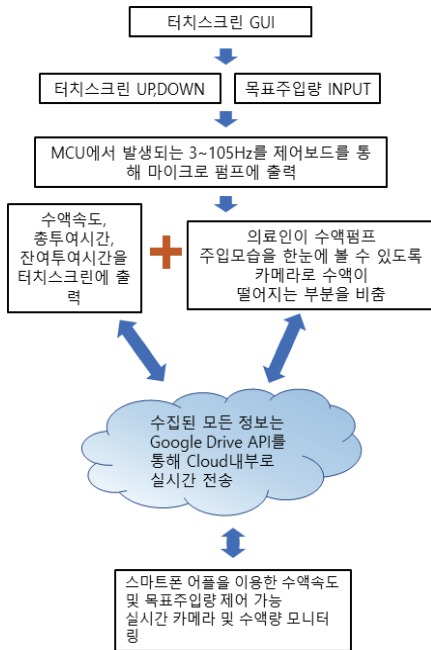 터치스크린 GUI
터치스크린 UP,DOWN
목표주입량 INPUT
MCU에서 발생되는 3~105Hz를 제어보드를 통
해 마이크로 펌프에 출력
수액속도,
총투여시간,
잔여투여시간을
터치스크린에 출
력
의료인이 수액펌프
주입모습을 한눈에 볼 수 있도록
카메라로 수액이
떨어지는 부분을 비춤
수집된 모든 정보는
Google Drive API를
통해 Cloud내부로
실시간 전송
스마트폰 어플을 이용한 수액속도
및 목표주입량 제어 가능
실시간 카메라 및 수액량 모니터
링